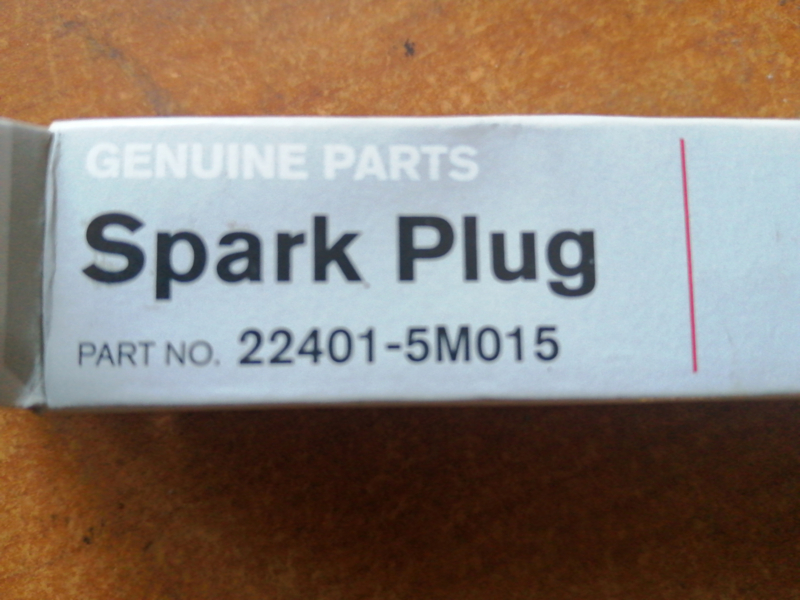 GENUINE PARTS
Spark Plug
PART NO. 22401-5M015